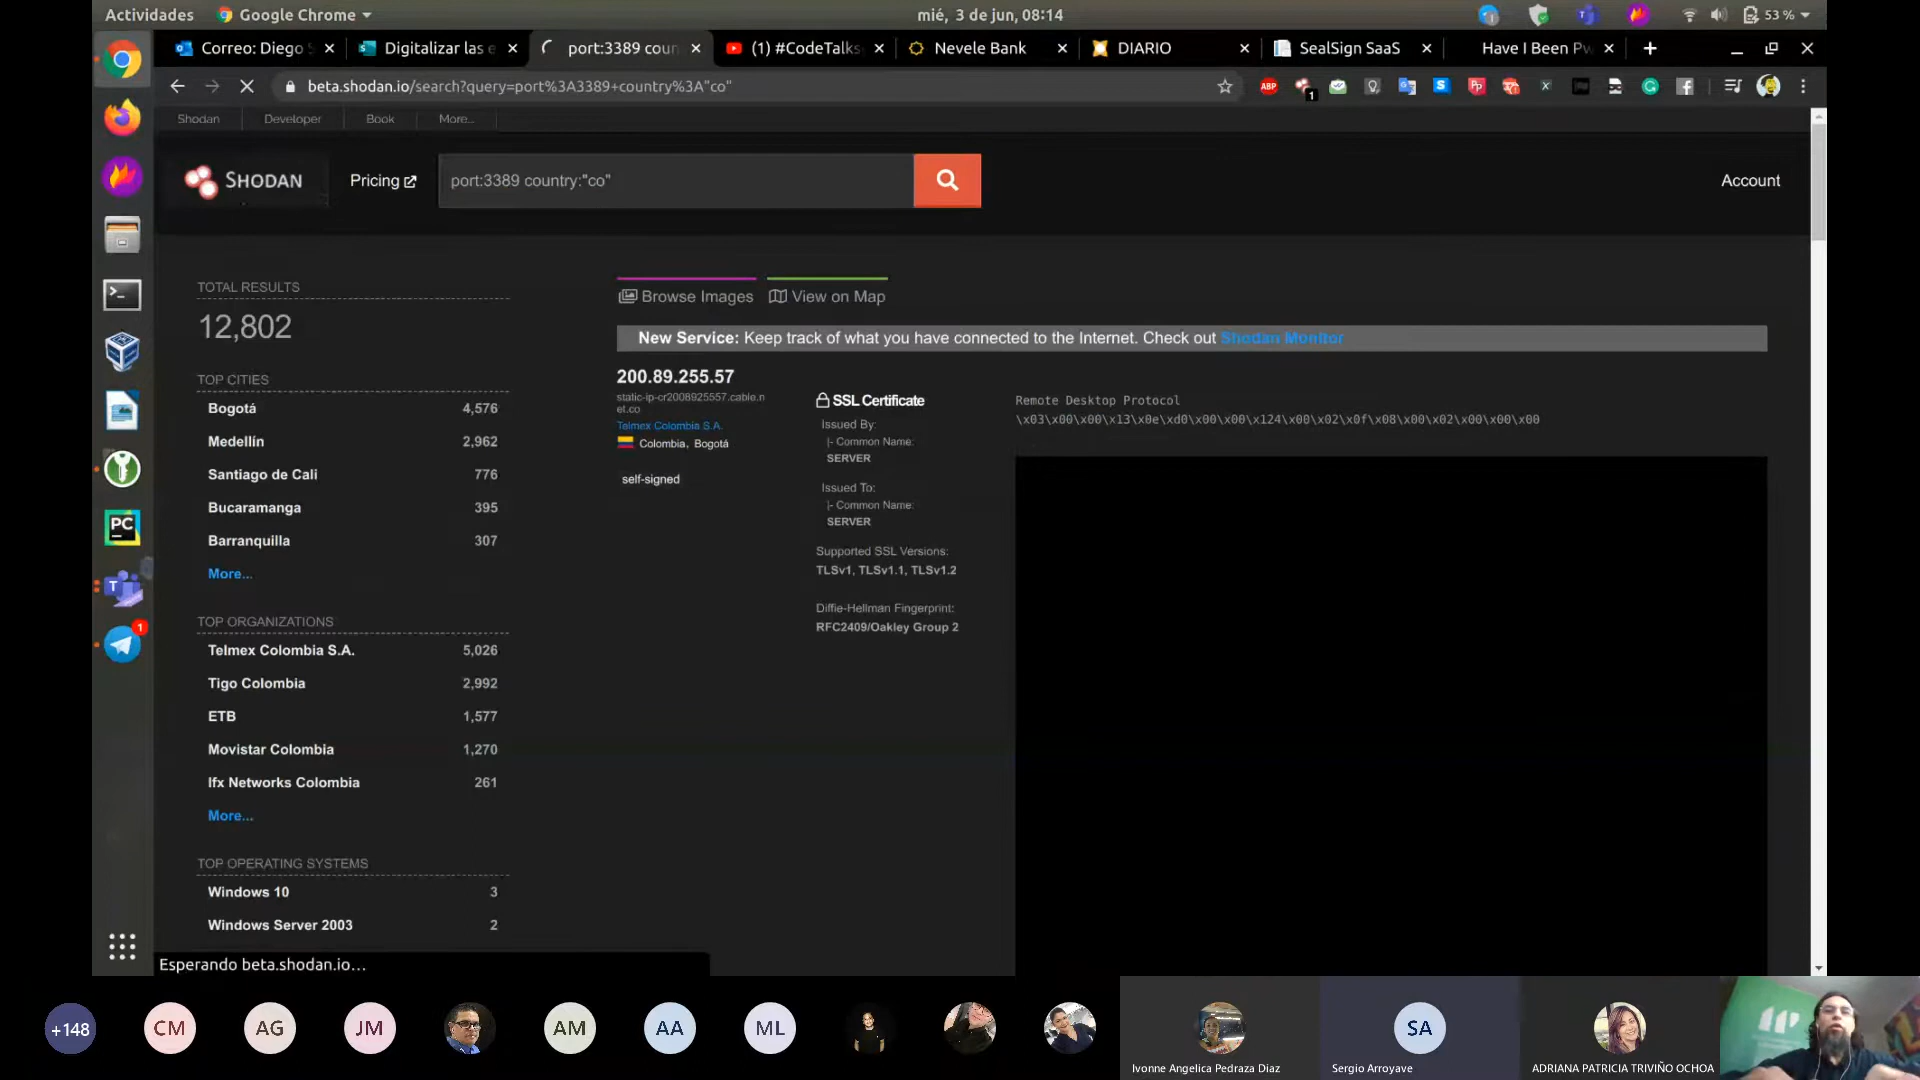 Actividades
Google Chrome
mié, 3 de jun, 08:14
53 %
Correo: Diego S
Digitalizar las e
port:3389 coun
(1) #CodeTalks
Nevele Bank
DIARIO
SealSign SaaS
Have I Been Pw
beta.shodan.io/search?query=port%3A3389+country%3A"co"
ABP
1
Shodan
Developer
Book
More...
SHODAN
Pricing
port:3389 country:"co"
Account
TOTAL RESULTS
12,802
Browse Images
View on Map
New Service: Keep track of what you have connected to the Internet. Check out Shodan Monitor
TOP CITIES
Bogotá 4,576
Medellín 2,962
Santiago de Cali 776
Bucaramanga 395
Barranquilla 307
More...
TOP ORGANIZATIONS
Telmex Colombia S.A. 5,026
Tigo Colombia 2,992
ETB 1,577
Movistar Colombia 1,270
Ifx Networks Colombia 261
More...
TOP OPERATING SYSTEMS
Windows 10 3
Windows Server 2003 2
200.89.255.57
static-ip-cr2008925557.cable.n
et.co
Telmex Colombia S.A.
Colombia, Bogotá
self-signed
SSL Certificate
Issued By:
|- Common Name:
SERVER
Issued To:
|- Common Name:
SERVER
Supported SSL Versions:
TLSv1, TLSv1.1, TLSv1.2
Diffie-Hellman Fingerprint:
RFC2409/Oakley Group 2
Remote Desktop Protocol
\x03\x00\x00\x13\x0e\xd0\x00\x00\x124\x00\x02\x0f\x08\x00\x02\x00\x00\x00
PC
T
1
Esperando beta.shodan.io...
+148
CM
AG
JM
AM
AA
ML
SA
Ivonne Angelica Pedraza Diaz
Sergio Arroyave
ADRIANA PATRICIA TRIVIÑO OCHOA